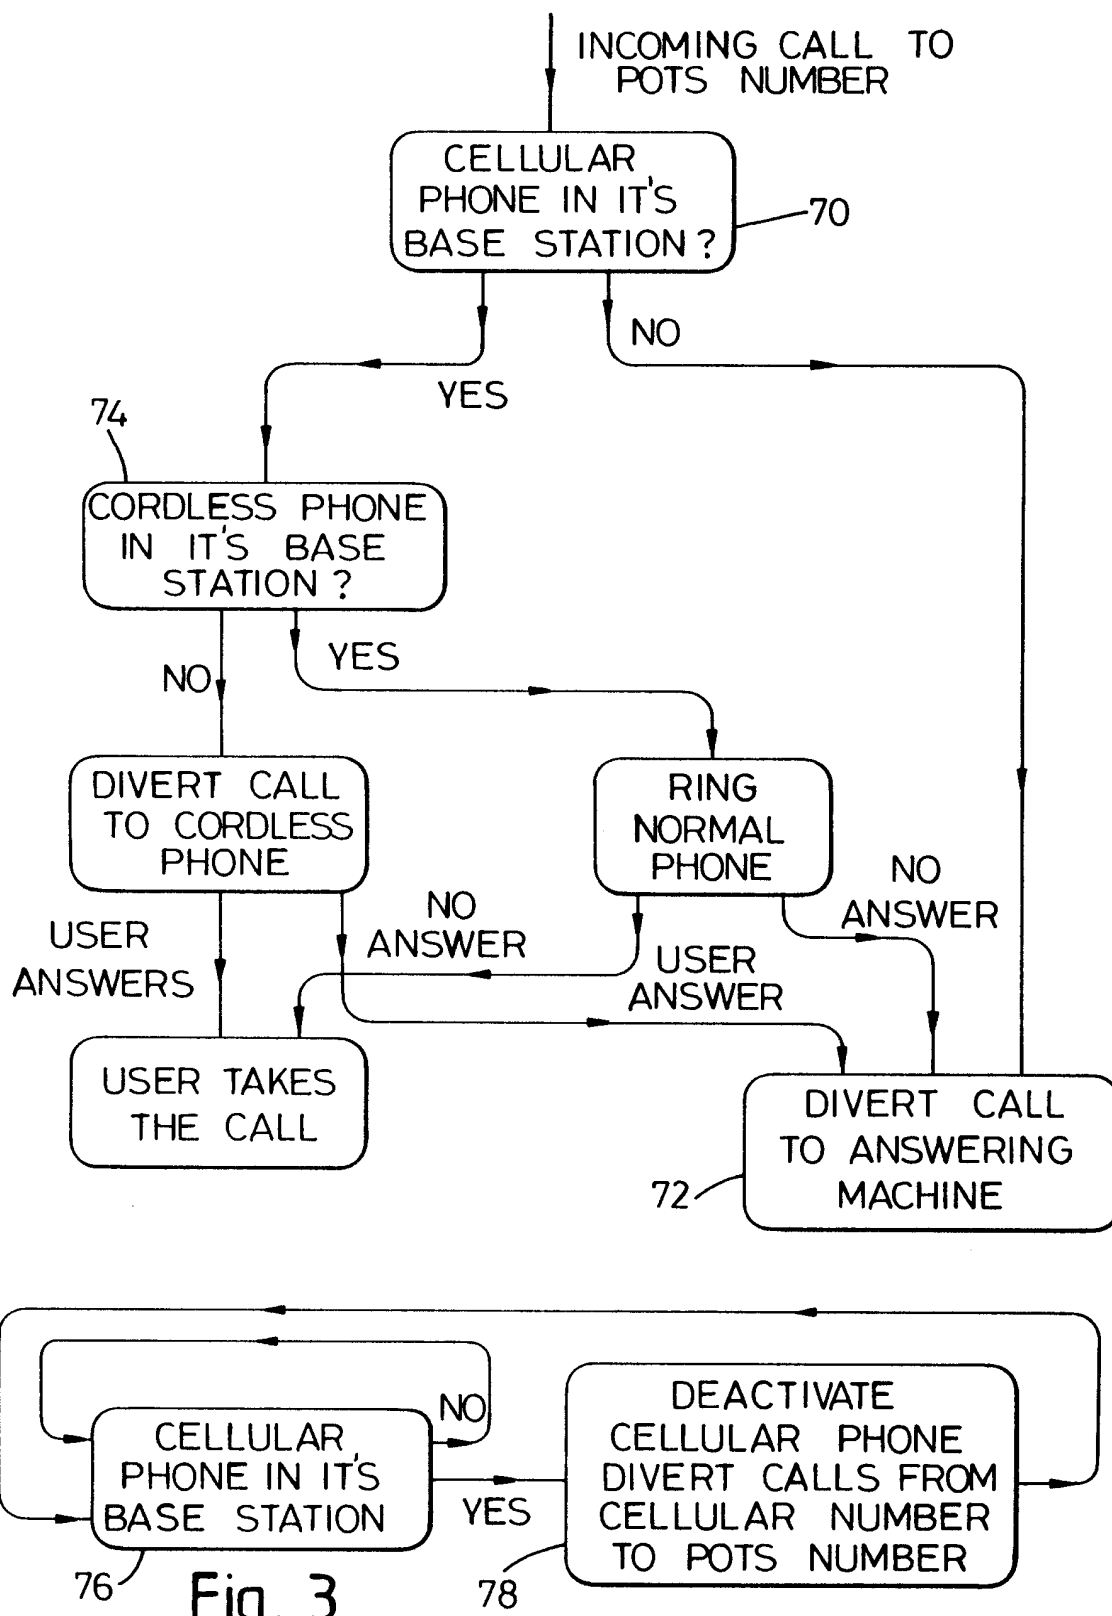 INCOMING CALL TO
POTS NUMBER
CELLULAR
PHONE IN IT'S
BASE STATION?
70
NO
YES
74
CORDLESS PHONE
IN IT'S BASE
STATION?
YES
NO
DIVERT CALL
TO CORDLESS
PHONE
RING
NORMAL
PHONE
NO
ANSWER
NO
ANSWER
USER
ANSWERS
USER
ANSWER
USER TAKES
THE CALL
DIVERT CALL
TO ANSWERING
MACHINE
72
NO
CELLULAR
PHONE IN IT'S
BASE STATION
YES
DEACTIVATE
CELLULAR PHONE
DIVERT CALLS FROM
CELLULAR NUMBER
TO POTS NUMBER
76
78
Fig. 3